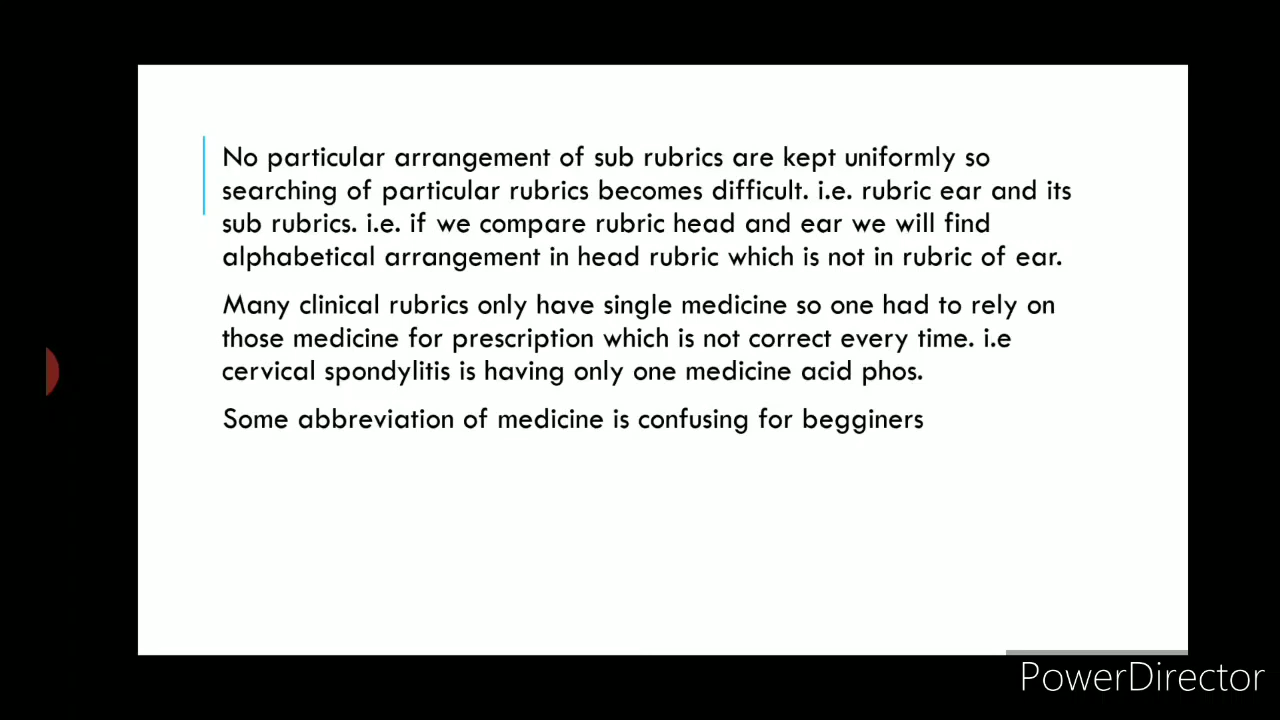 No particular arrangement of sub rubrics are kept uniformly so
searching of particular rubrics becomes difficult. i.e. rubric ear and its
sub rubrics. i.e. if we compare rubric head and ear we will find
alphabetical arrangement in head rubric which is not in rubric of ear.
Many clinical rubrics only have single medicine so one had to rely on
those medicine for prescription which is not correct every time. i.e
cervical spondylitis is having only one medicine acid phos.
Some abbreviation of medicine is confusing for begginers
PowerDirector